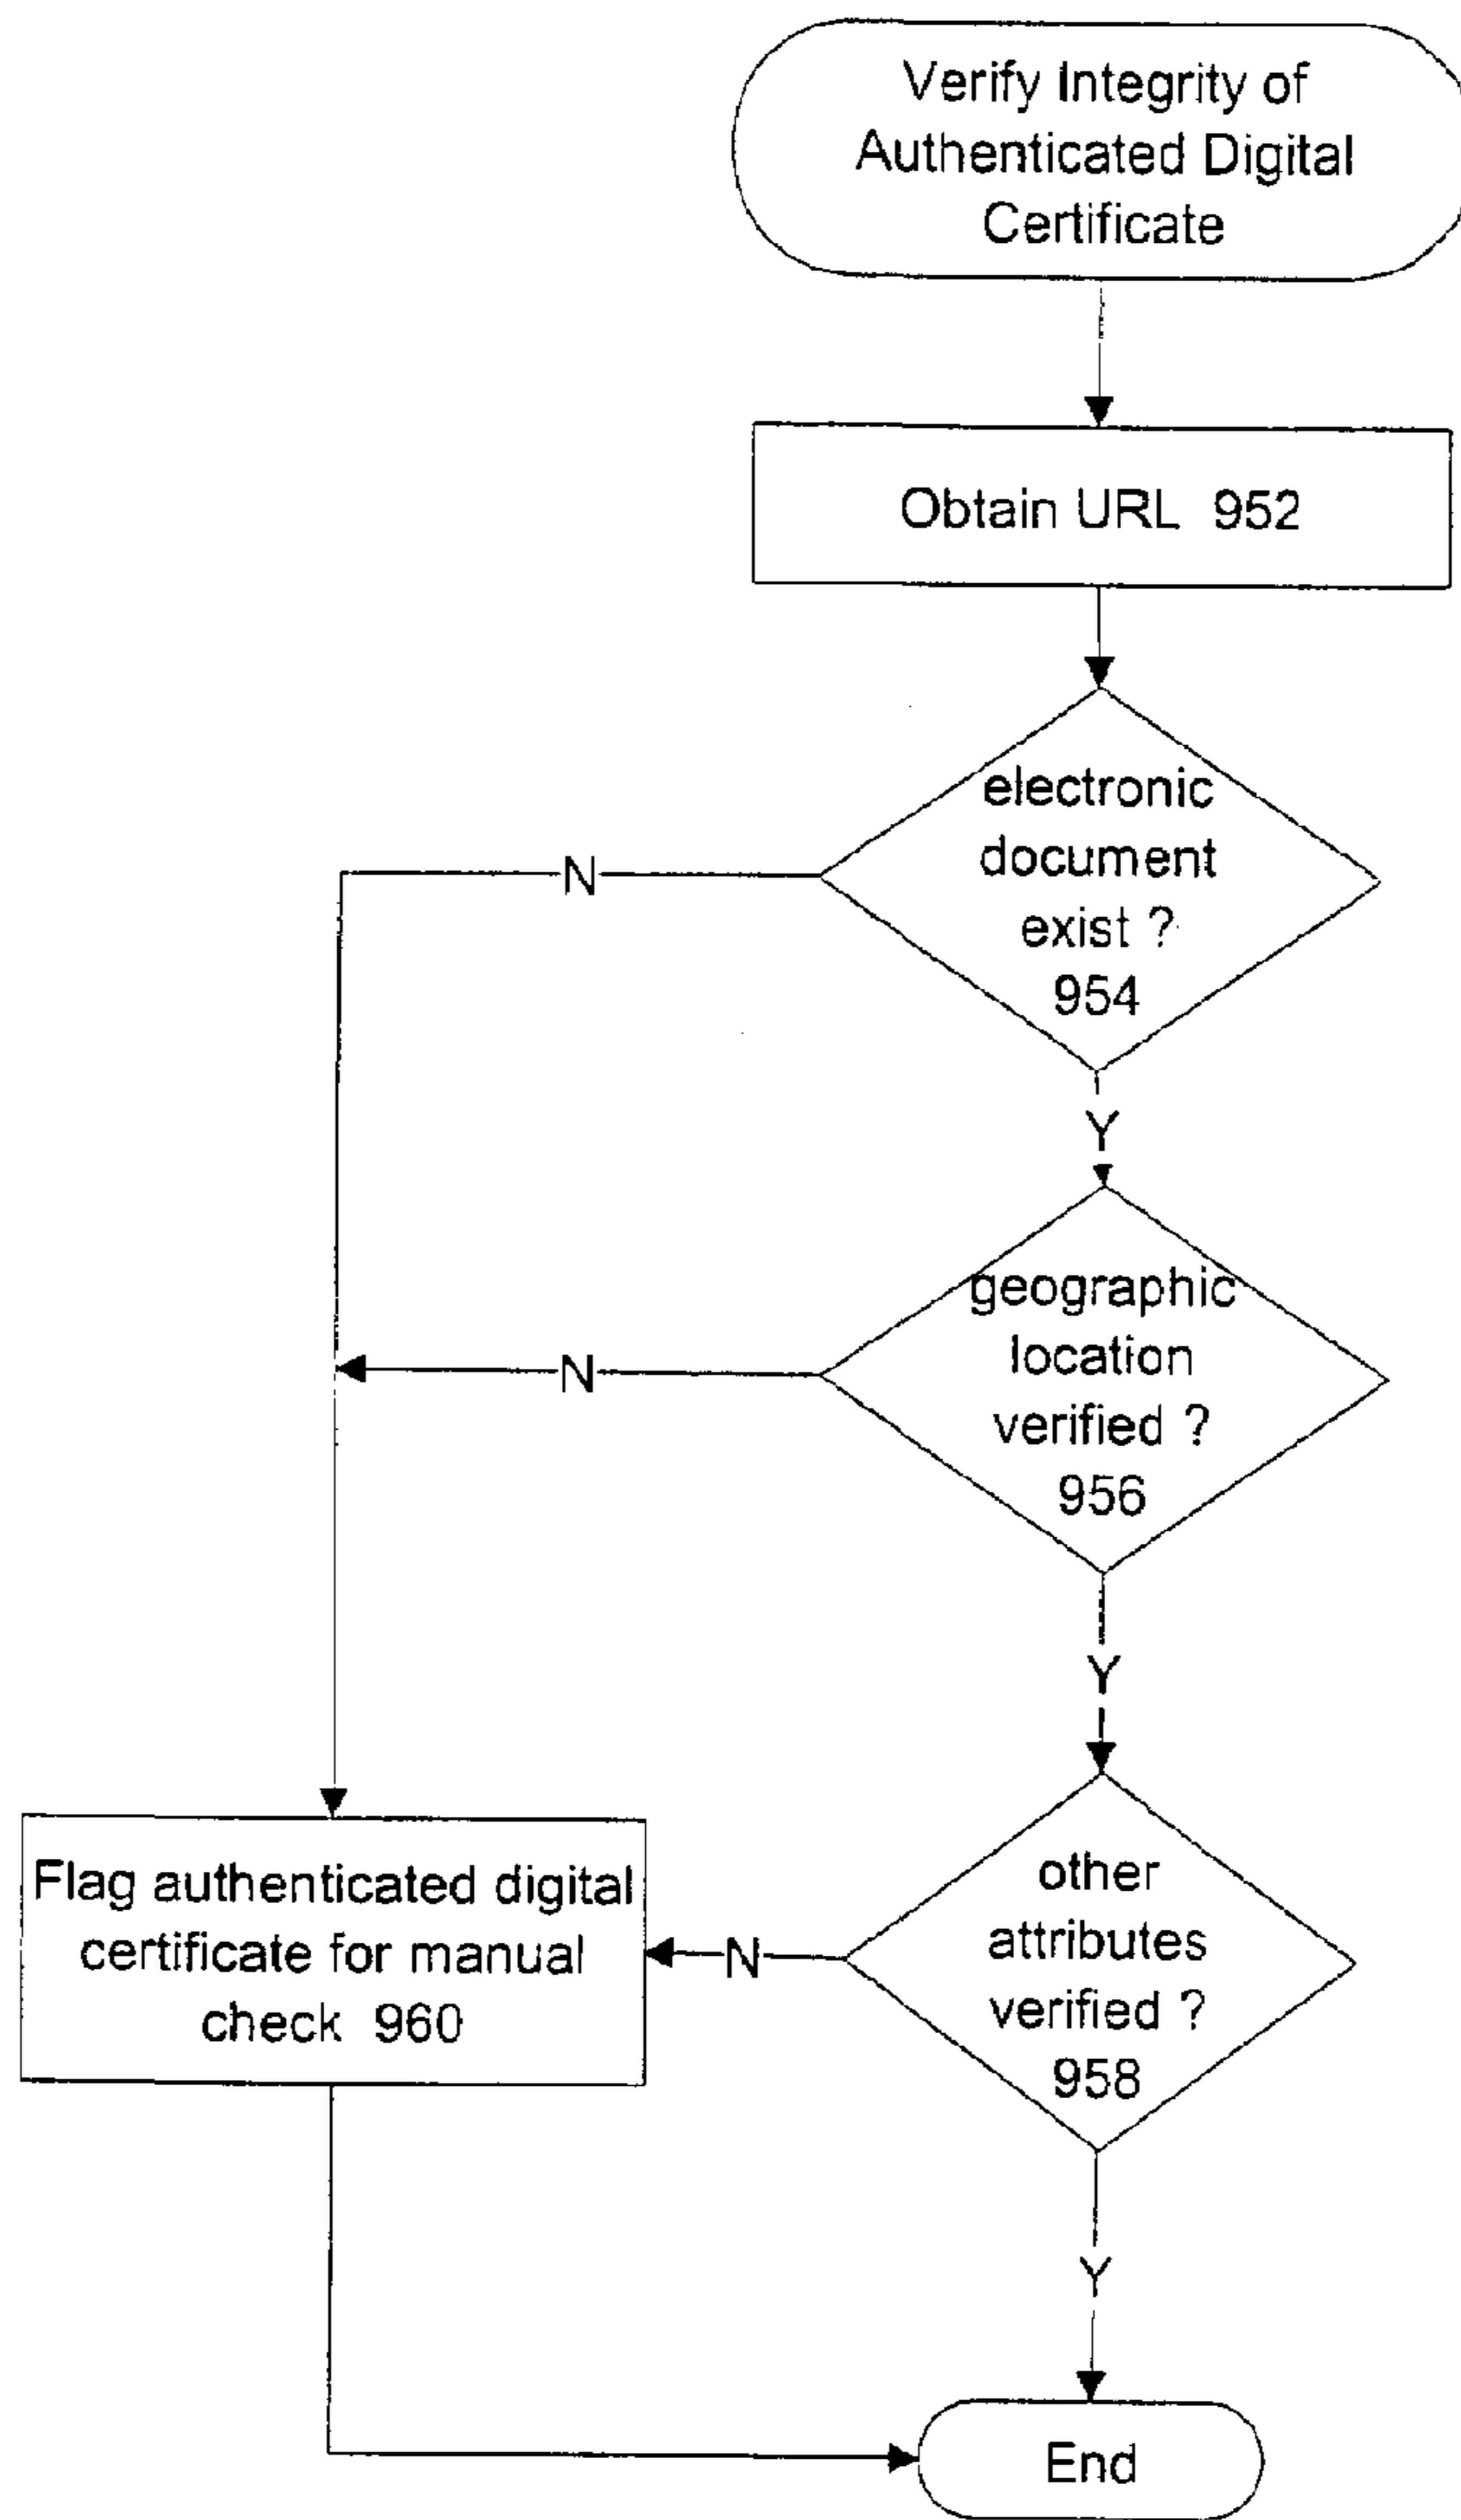 Verify Integrity of
Authenticated Digital
Certificate
Obtain URL 952
electronic
document
exist ?
954
N
Y
geographic
location
verified ?
956
N
Y
other
attributes
verified ?
958
N
Flag authenticated digital
certificate for manual
check 960
Y
End